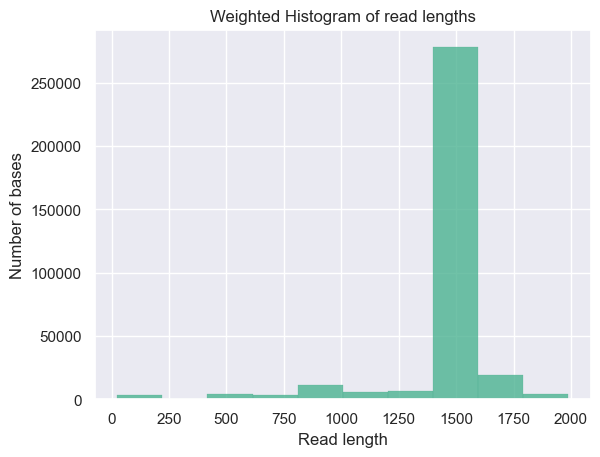 Weighted Histogram of read lengths
Number of bases
250000
200000
150000
100000
50000
0
0 250 500 750 1000 1250 1500 1750 2000
Read length